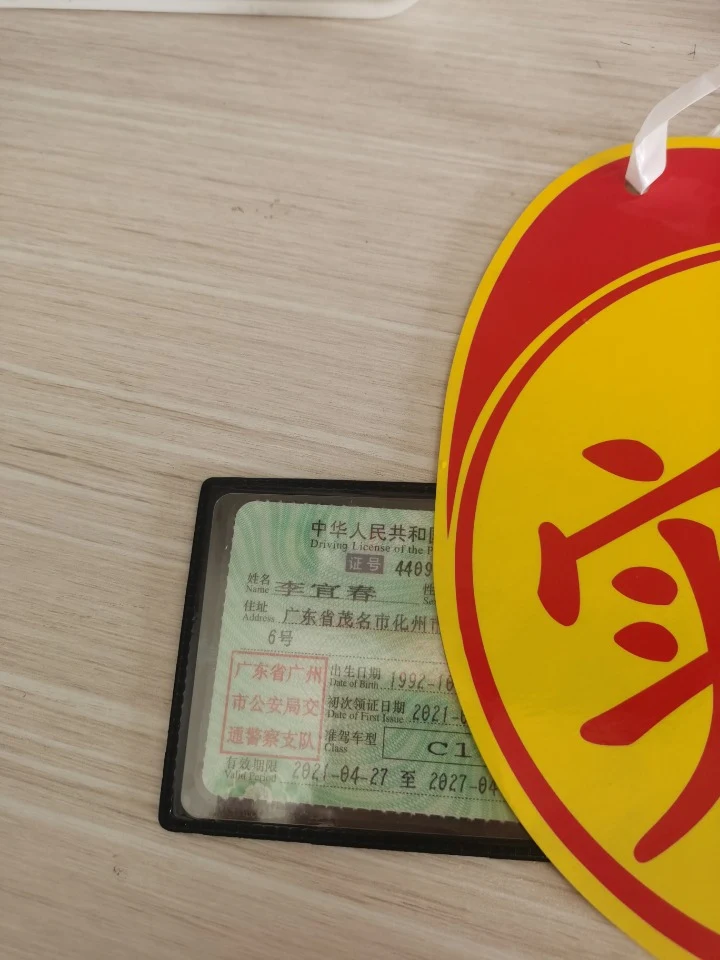 中华人民共和
Driving License of the
证号 4409
姓名
Name 李宜春
住址
Address 广东省茂名市化州市
6号
广东省广州
市公安局交
通警察支队
出生日期
Date of Birth 1992-10
初次领证日期
Date of First Issue 2021-0
准驾车型
Class C1
有效期限
Valid Period 2021-04-27 至 2027-04
实